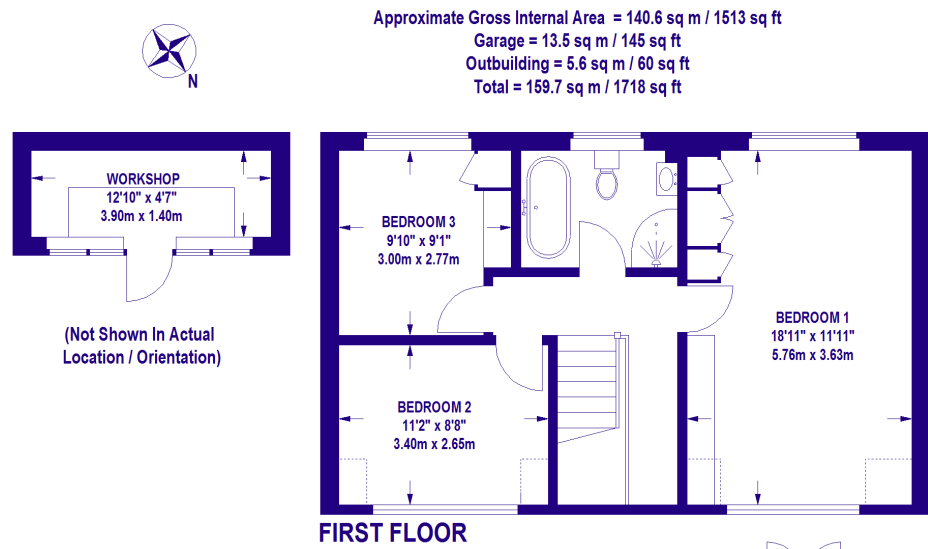 Approximate Gross Internal Area = 140.6 sq m / 1513 sq ft
Garage = 13.5 sq m / 145 sq ft
Outbuilding = 5.6 sq m / 60 sq ft
Total = 159.7 sq m / 1718 sq ft
N
WORKSHOP
12'10" x 4'7"
3.90m x 1.40m
(Not Shown In Actual
Location / Orientation)
BEDROOM 3
9'10" x 9'1"
3.00m x 2.77m
BEDROOM 1
18'11" x 11'11"
5.76m x 3.63m
BEDROOM 2
11'2" x 8'8"
3.40m x 2.65m
FIRST FLOOR